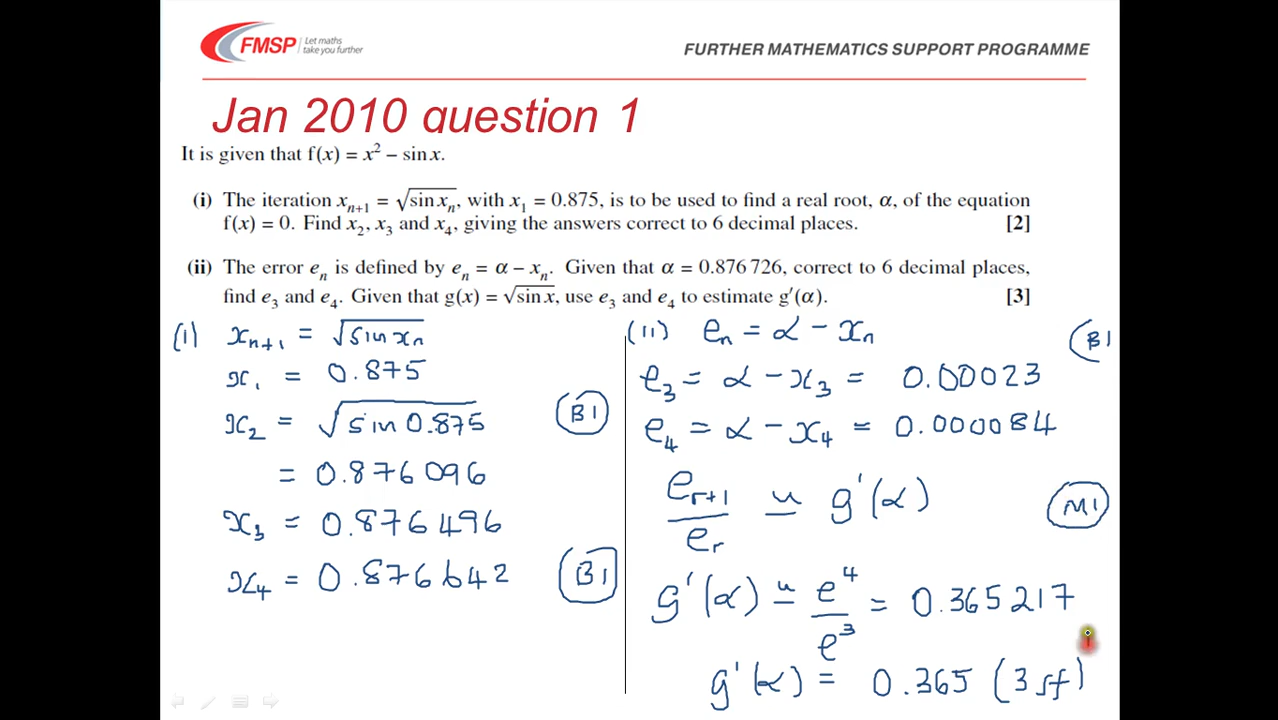 FMSP | Let maths take you further
FURTHER MATHEMATICS SUPPORT PROGRAMME
Jan 2010 question 1
It is given that f(x) = x² − sin x.
(i) The iteration xₙ₊₁ = √(sin xₙ), with x₁ = 0.875, is to be used to find a real root, α, of the equation
f(x) = 0. Find x₂, x₃ and x₄, giving the answers correct to 6 decimal places. [2]
(ii) The error eₙ is defined by eₙ = α − xₙ. Given that α = 0.876 726, correct to 6 decimal places,
find e₃ and e₄. Given that g(x) = √(sin x), use e₃ and e₄ to estimate g′(α). [3]
(i) xₙ₊₁ = √(sin xₙ)
x₁ = 0.875
x₂ = √(sin 0.875) B1
= 0.876096
x₃ = 0.876496
x₄ = 0.876642 B1
(ii) eₙ = α − xₙ B1
e₃ = α − x₃ = 0.00023
e₄ = α − x₄ = 0.000084
eᵣ₊₁ / eᵣ ≃ g′(α) M1
g′(α) ≃ e⁴ / e³ = 0.365217
g′(α) = 0.365 (3sf)